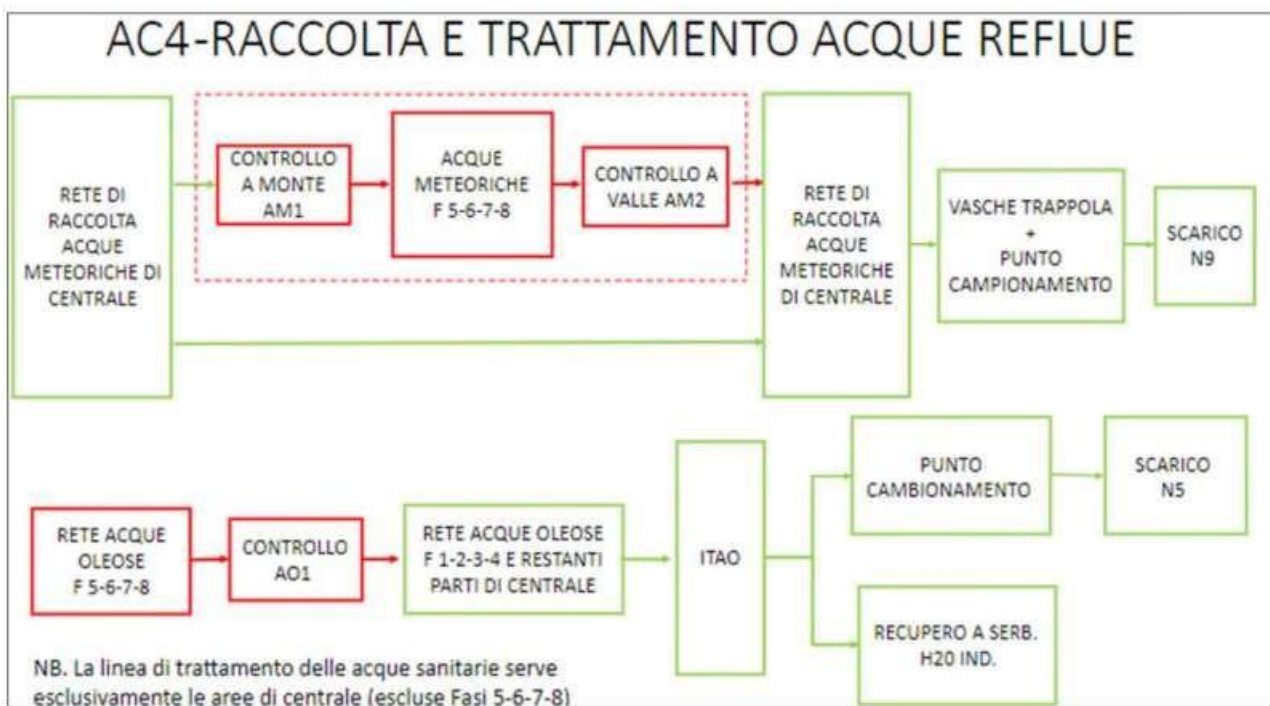 AC4-RACCOLTA E TRATTAMENTO ACQUE REFLUE
RETE DI
RACCOLTA
ACQUE
METEORICHE DI
CENTRALE
CONTROLLO
A MONTE
AM1
ACQUE
METEORICHE
F 5-6-7-8
CONTROLLO A
VALLE AM2
RETE DI
RACCOLTA
ACQUE
METEORICHE
DI CENTRALE
VASCHE TRAPPOLA
+
PUNTO
CAMPIONAMENTO
SCARICO
N9
RETE ACQUE
OLEOSE
F 5-6-7-8
CONTROLLO
AO1
RETE ACQUE OLEOSE
F 1-2-3-4 E RESTANTI
PARTI DI CENTRALE
ITAO
PUNTO
CAMBIONAMENTO
SCARICO
N5
RECUPERO A SERB.
H20 IND.
NB. La linea di trattamento delle acque sanitarie serve
esclusivamente le aree di centrale (escluse Fasi 5-6-7-8)